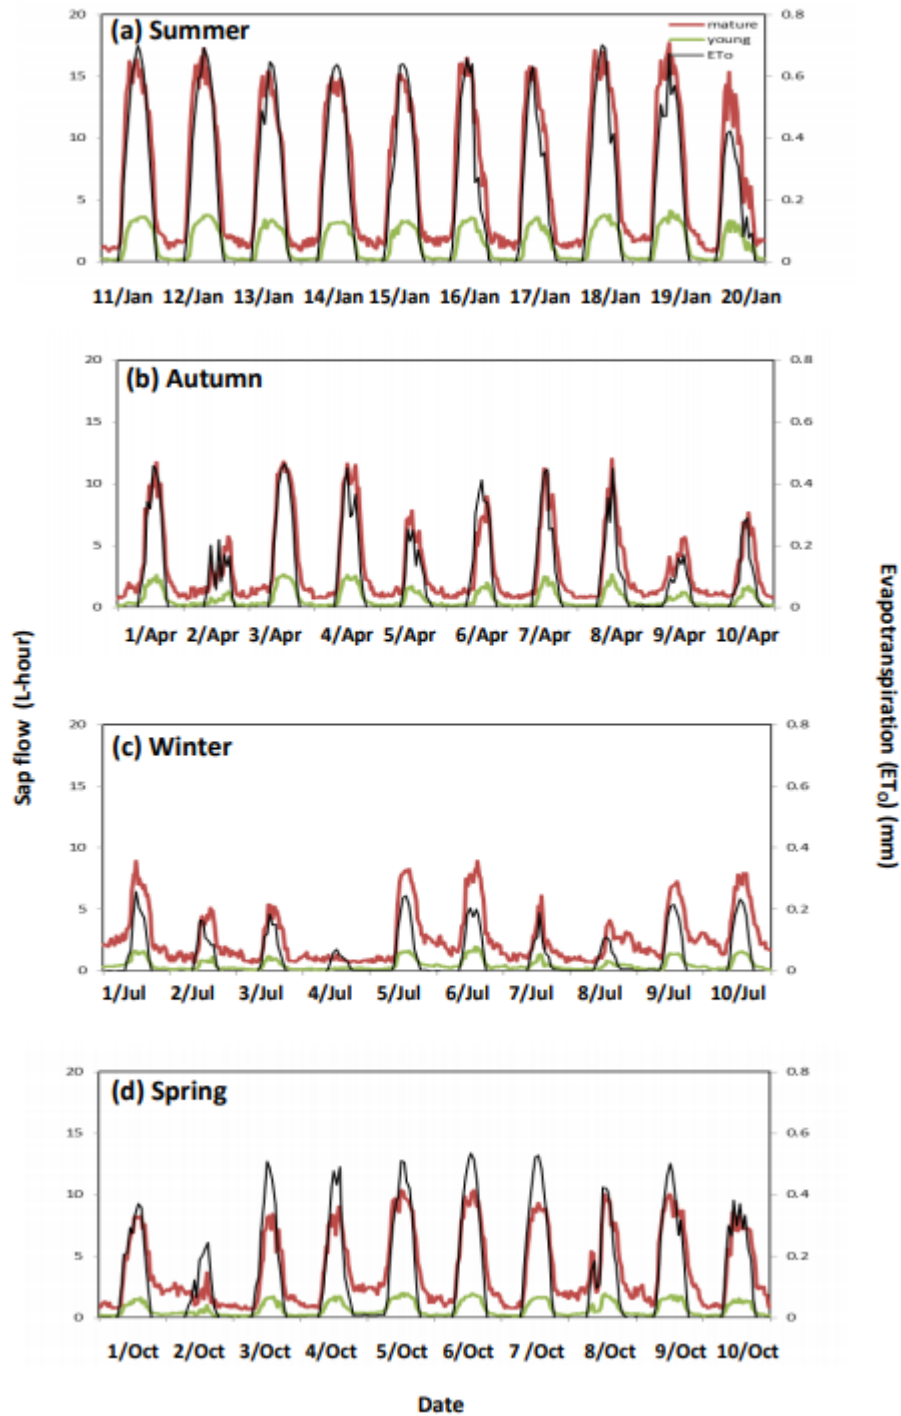 (a) Summer
mature
young
ETo
20
15
10
5
0
0.8
0.6
0.4
0.2
0
11/Jan 12/Jan 13/Jan 14/Jan 15/Jan 16/Jan 17/Jan 18/Jan 19/Jan 20/Jan
(b) Autumn
20
15
10
5
0
0.8
0.6
0.4
0.2
0
1/Apr 2/Apr 3/Apr 4/Apr 5/Apr 6/Apr 7/Apr 8/Apr 9/Apr 10/Apr
Sap flow (L-hour)
Evapotranspiration (ETO) (mm)
(c) Winter
20
15
10
5
0
0.8
0.6
0.4
0.2
0
1/Jul 2/Jul 3/Jul 4/Jul 5/Jul 6/Jul 7/Jul 8/Jul 9/Jul 10/Jul
(d) Spring
20
15
10
5
0
0.8
0.6
0.4
0.2
0
1/Oct 2/Oct 3/Oct 4/Oct 5/Oct 6/Oct 7 /Oct 8/Oct 9/Oct 10/Oct
Date